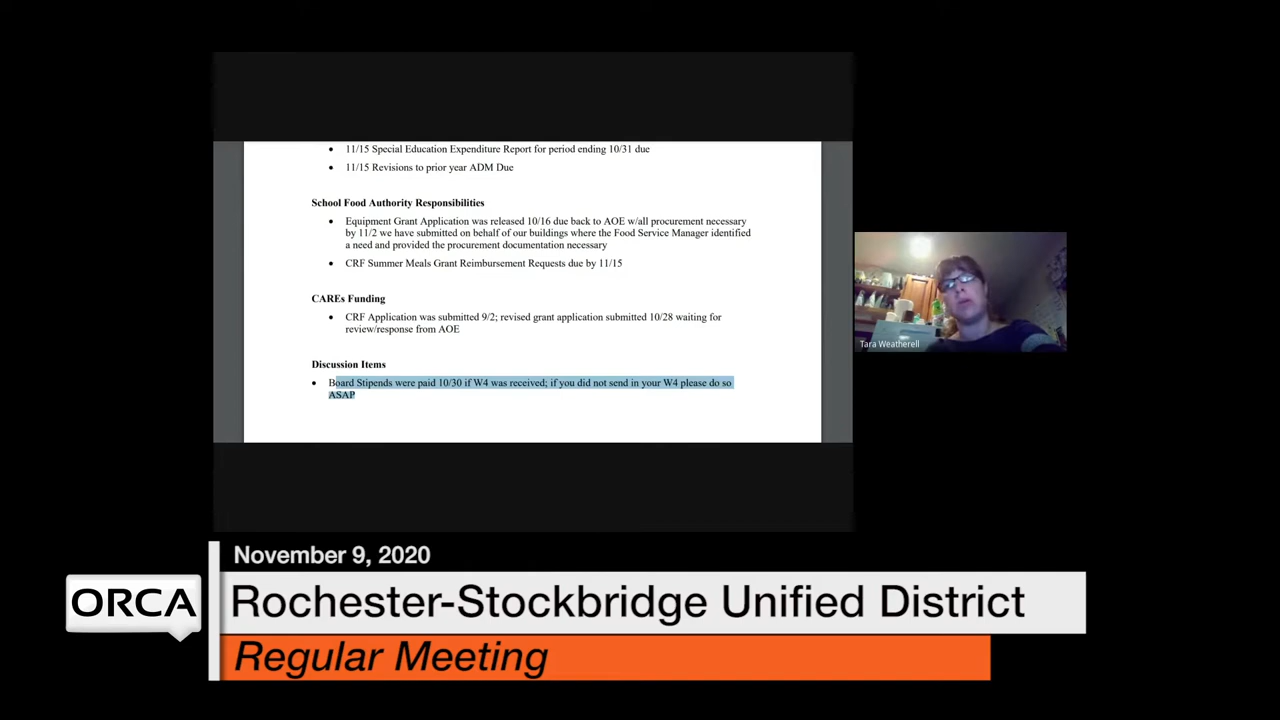 • 11/15 Special Education Expenditure Report for period ending 10/31 due
• 11/15 Revisions to prior year ADM Due
School Food Authority Responsibilities
• Equipment Grant Application was released 10/16 due back to AOE w/all procurement necessary
by 11/2 we have submitted on behalf of our buildings where the Food Service Manager identified
a need and provided the procurement documentation necessary
• CRF Summer Meals Grant Reimbursement Requests due by 11/15
CAREs Funding
• CRF Application was submitted 9/2; revised grant application submitted 10/28 waiting for
review/response from AOE
Discussion Items
• Board Stipends were paid 10/30 if W4 was received; if you did not send in your W4 please do so
ASAP
Tara Weatherell
November 9, 2020
ORCA
Rochester-Stockbridge Unified District
Regular Meeting